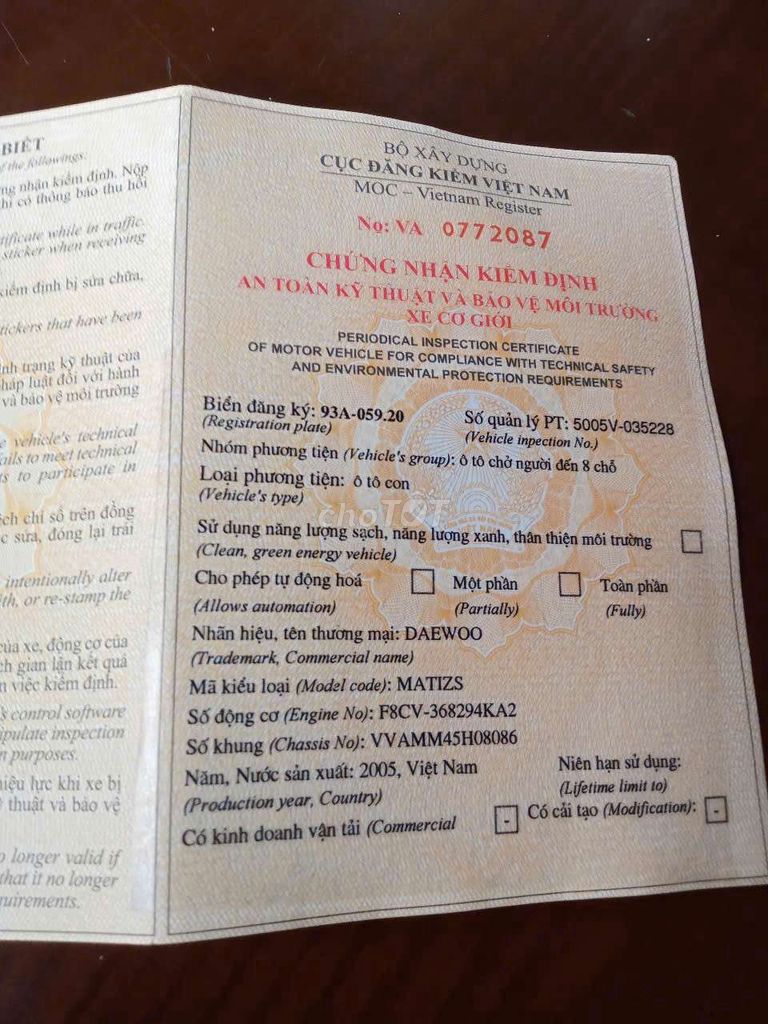 BIẾT
of the followings:
ng nhận kiểm định. Nộp
hi có thông báo thu hồi
tificate while in traffic.
sticker when receiving
kiểm định bị sửa chữa,
tickers that have been
ình trạng kỹ thuật của
pháp luật đối với hành
và bảo vệ môi trường
e vehicle's technical
ails to meet technical
s to participate in
ịch chỉ số trên đồng
c sửa, đóng lại trái
intentionally alter
th, or re-stamp the
của xe, động cơ của
ch gian lận kết quả
n việc kiểm định.
's control software
ipulate inspection
n purposes.
hiệu lực khi xe bị
ỹ thuật và bảo vệ
o longer valid if
that it no longer
uirements.
BỘ XÂY DỰNG
CỤC ĐĂNG KIỂM VIỆT NAM
MOC – Vietnam Register
No: VA 0772087
CHỨNG NHẬN KIỂM ĐỊNH
AN TOÀN KỸ THUẬT VÀ BẢO VỆ MÔI TRƯỜNG
XE CƠ GIỚI
PERIODICAL INSPECTION CERTIFICATE
OF MOTOR VEHICLE FOR COMPLIANCE WITH TECHNICAL SAFETY
AND ENVIRONMENTAL PROTECTION REQUIREMENTS
Biển đăng ký: 93A-059.20 Số quản lý PT: 5005V-035228
(Registration plate) (Vehicle inpection No.)
Nhóm phương tiện (Vehicle's group): ô tô chở người đến 8 chỗ
Loại phương tiện: ô tô con
(Vehicle's type)
choTỐT
Sử dụng năng lượng sạch, năng lượng xanh, thân thiện môi trường
(Clean, green energy vehicle)
Cho phép tự động hoá Một phần Toàn phần
(Allows automation) (Partially) (Fully)
Nhãn hiệu, tên thương mại: DAEWOO
(Trademark, Commercial name)
Mã kiểu loại (Model code): MATIZS
Số động cơ (Engine No): F8CV-368294KA2
Số khung (Chassis No): VVAMM45H08086
Năm, Nước sản xuất: 2005, Việt Nam Niên hạn sử dụng:
(Production year, Country) (Lifetime limit to)
Có kinh doanh vận tải (Commercial - Có cải tạo (Modification): -